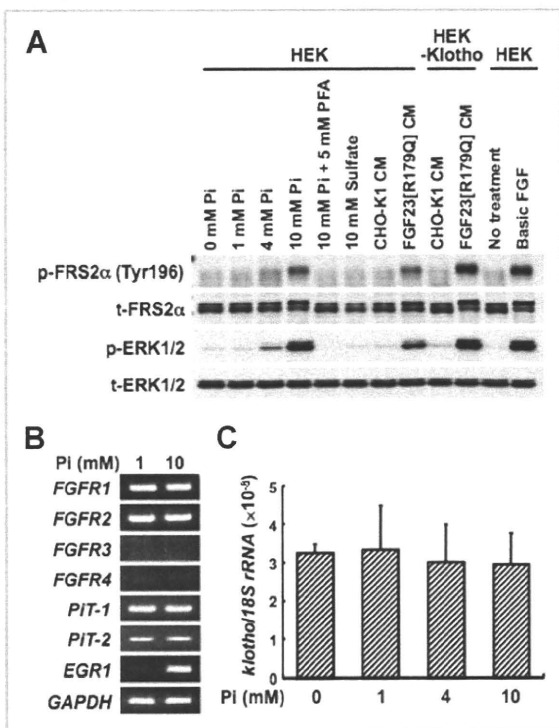 A
HEK
HEK
-Klotho
HEK
0 mM Pi
1 mM Pi
4 mM Pi
10 mM Pi
10 mM Pi + 5 mM PFA
10 mM Sulfate
CHO-K1 CM
FGF23[R179Q] CM
CHO-K1 CM
FGF23[R179Q] CM
No treatment
Basic FGF
p-FRS2α (Tyr196)
t-FRS2α
p-ERK1/2
t-ERK1/2
B
Pi (mM) 1 10
FGFR1
FGFR2
FGFR3
FGFR4
PiT-1
PiT-2
EGR1
GAPDH
C
klotho/18S rRNA (×10⁻⁸)
5
4
3
2
1
0
Pi (mM) 0 1 4 10